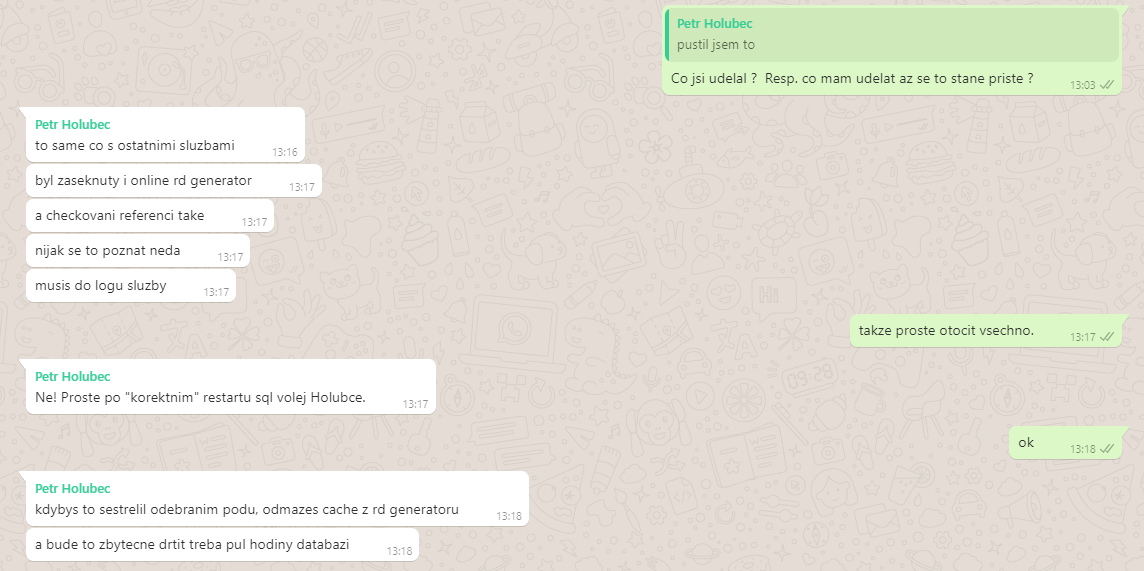 Petr Holubec
pustil jsem to
Co jsi udelal ?  Resp. co mam udelat az se to stane priste ?
13:03
Petr Holubec
to same co s ostatnimi sluzbami
13:16
byl zaseknuty i online rd generator
13:17
a checkovani referenci take
13:17
nijak se to poznat neda
13:17
musis do logu sluzby
13:17
takze proste otocit vsechno.
13:17
Petr Holubec
Ne! Proste po "korektnim" restartu sql volej Holubce.
13:17
ok
13:18
Petr Holubec
kdybys to sestrelil odebranim podu, odmazes cache z rd generatoru
13:18
a bude to zbytecne drtit treba pul hodiny databazi
13:18